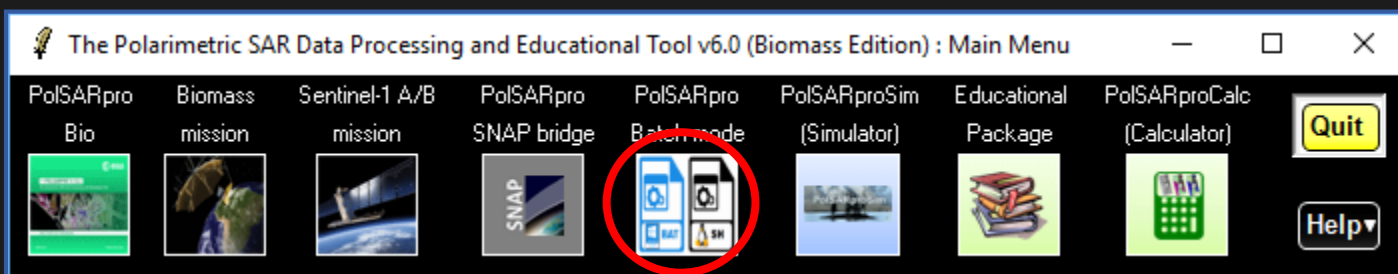 The Polarimetric SAR Data Processing and Educational Tool v6.0 (Biomass Edition) : Main Menu
PolSARpro Bio
Biomass mission
Sentinel-1 A/B mission
PolSARpro SNAP bridge
PolSARpro Batch mode
PolSARproSim (Simulator)
Educational Package
PolSARproCalc (Calculator)
Quit
esa
SNAP
BAT
SH
PolSARproSim
Help▾